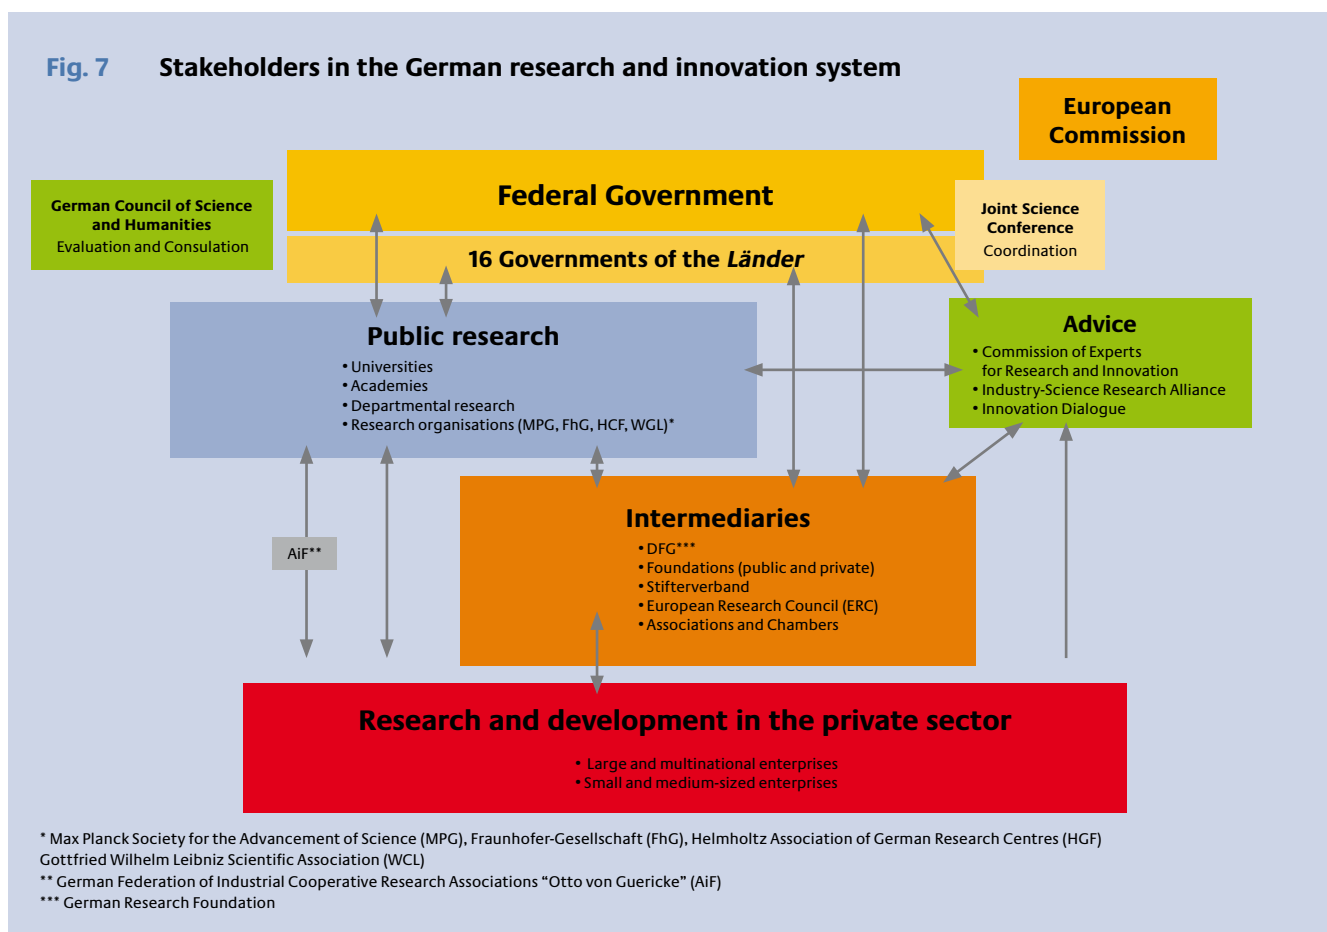 Fig. 7 Stakeholders in the German research and innovation system
European
Commission
Federal Government
German Council of Science
and Humanities
Evaluation and Consulation
Joint Science
Conference
Coordination
16 Governments of the Länder
Public research
• Universities
• Academies
• Departmental research
• Research organisations (MPG, FhG, HCF, WGL)*
Advice
• Commission of Experts
for Research and Innovation
• Industry-Science Research Alliance
• Innovation Dialogue
Intermediaries
• DFG***
• Foundations (public and private)
• Stifterverband
• European Research Council (ERC)
• Associations and Chambers
AiF**
Research and development in the private sector
• Large and multinational enterprises
• Small and medium-sized enterprises
* Max Planck Society for the Advancement of Science (MPG), Fraunhofer-Gesellschaft (FhG), Helmholtz Association of German Research Centres (HGF)
Gottfried Wilhelm Leibniz Scientific Association (WCL)
** German Federation of Industrial Cooperative Research Associations “Otto von Guericke” (AiF)
*** German Research Foundation